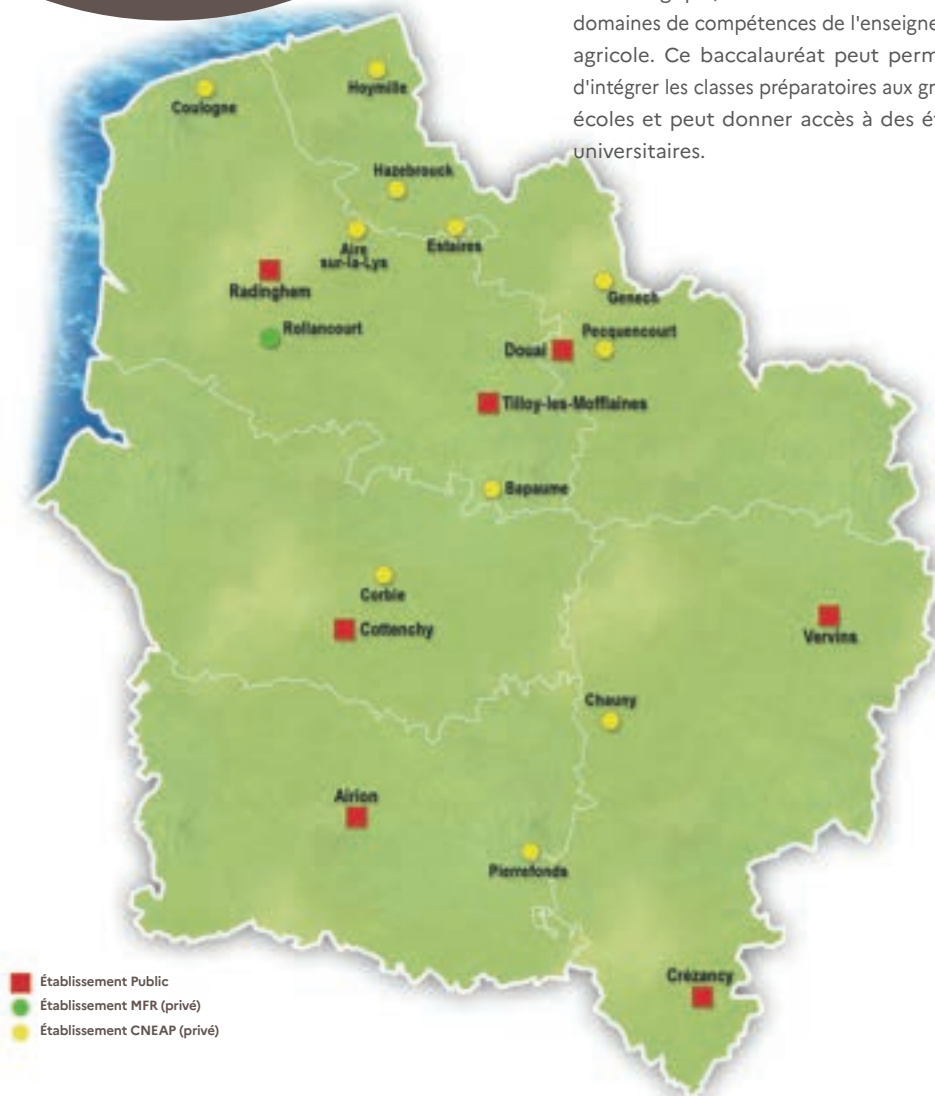 domaines de compétences de l'enseigne
agricole. Ce baccalauréat peut perm
d'intégrer les classes préparatoires aux gr
écoles et peut donner accès à des ét
universitaires.
Hoymille
Coulogne
Hazebrouck
Aire
sur-la-Lys
Estaires
Radinghem
Genech
Rollancourt
Pecquencourt
Douai
Tilloy-les-Mofflaines
Bapaume
Corbie
Cottenchy
Vervins
Chauny
Airion
Pierrefonds
Crézancy
Établissement Public
Établissement MFR (privé)
Établissement CNEAP (privé)